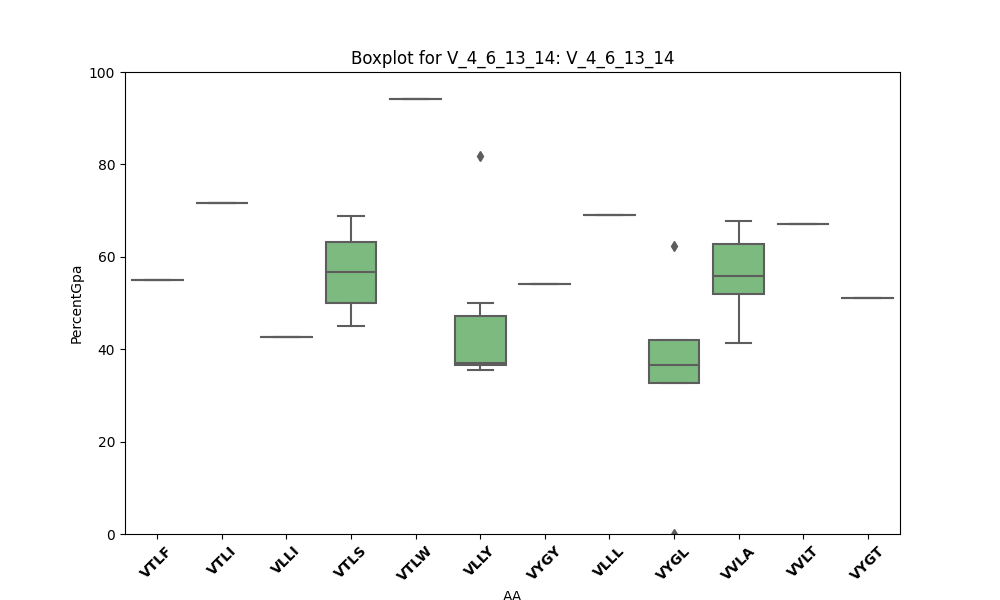 Boxplot for V_4_6_13_14: V_4_6_13_14
100
80
60
40
20
0
PercentGpa
VTLF VTLI VLLI VTLS VTLW VLLY VYGY VLLL VYGL VVLA VVLT VYGT
AA